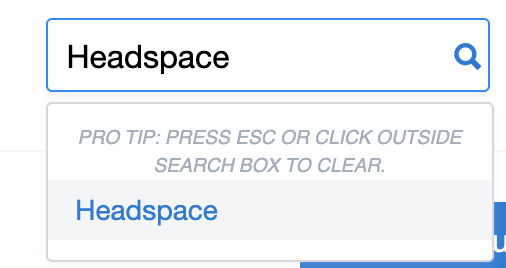 Headspace
PRO TIP: PRESS ESC OR CLICK OUTSIDE
SEARCH BOX TO CLEAR.
Headspace